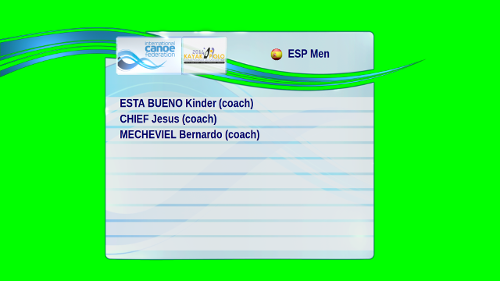 international
canoe
federation
ESP Men
ESTA BUENO Kinder (coach)
CHIEF Jesus (coach)
MECHEVIEL Bernardo (coach)